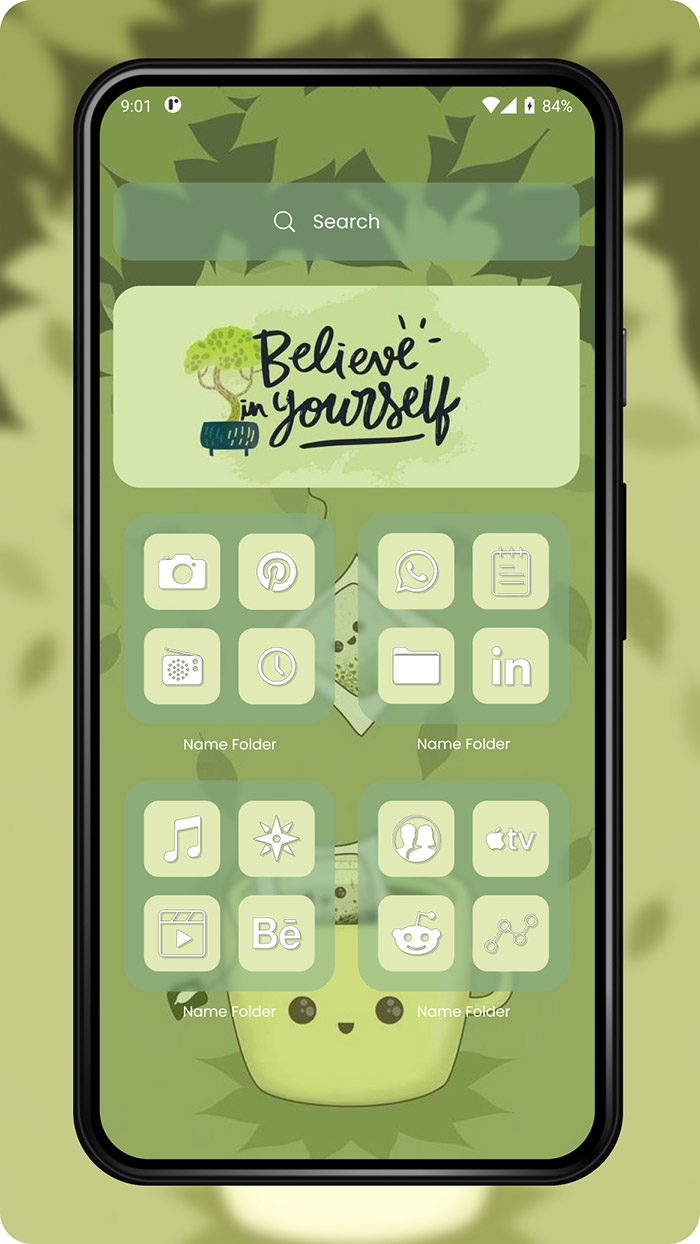 9:01
84%
Search
Believe
in yourself
Name Folder
Name Folder
in
tv
Bē
Name Folder
Name Folder